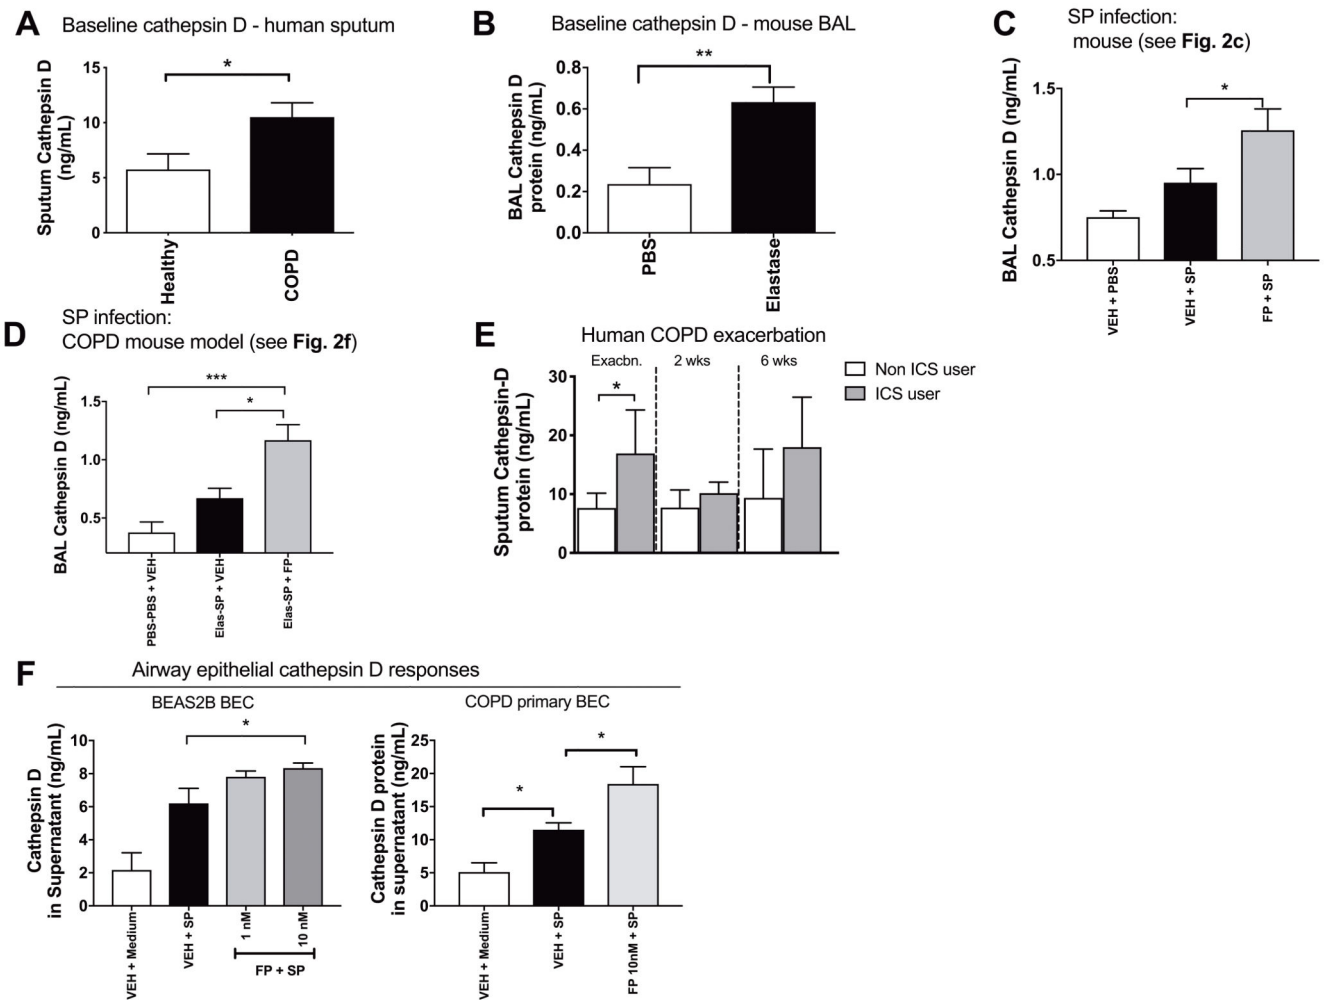 A
Baseline cathepsin D - human sputum
Sputum Cathepsin D
(ng/mL)
15
10
5
0
*
Healthy
COPD
B
Baseline cathepsin D - mouse BAL
BAL Cathepsin D
protein (ng/mL)
0.8
0.6
0.4
0.2
0.0
**
PBS
Elastase
C
SP infection:
mouse (see Fig. 2c)
BAL Cathepsin D (ng/mL)
1.5
1.0
0.5
*
VEH + PBS
VEH + SP
FP + SP
D
SP infection:
COPD mouse model (see Fig. 2f)
BAL Cathepsin D (ng/mL)
1.5
1.0
0.5
***
*
PBS-PBS + VEH
Elas-SP + VEH
Elas-SP + FP
E
Human COPD exacerbation
Exacbn.
2 wks
6 wks
Sputum Cathepsin-D
protein (ng/mL)
30
20
10
0
*
Non ICS user
ICS user
F
Airway epithelial cathepsin D responses
BEAS2B BEC
Cathepsin D
in Supernatant (ng/mL)
10
8
6
4
2
0
*
VEH + Medium
VEH + SP
1 nM
10 nM
FP + SP
COPD primary BEC
Cathepsin D protein
in supernatant (ng/mL)
25
20
15
10
5
0
*
*
VEH + Medium
VEH + SP
FP 10nM + SP